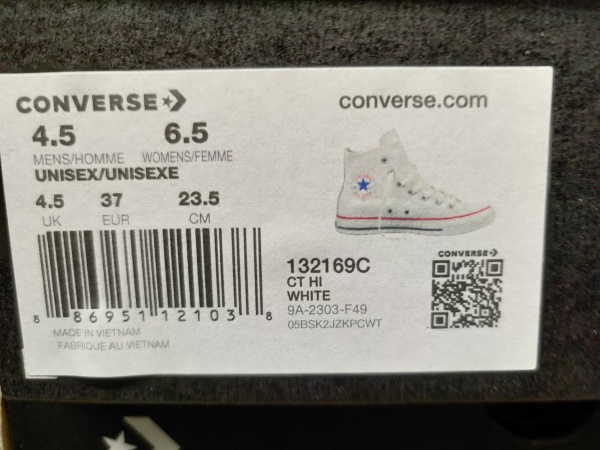 CONVERSE
converse.com
4.5 6.5
MENS/HOMME WOMENS/FEMME
UNISEX/UNISEXE
4.5 37 23.5
UK EUR CM
8 86951 12103 8
MADE IN VIETNAM
FABRIQUE AU VIETNAM
132169C
CT HI
WHITE
9A-2303-F49
05BSK2JZKPCWT
CONVERSE